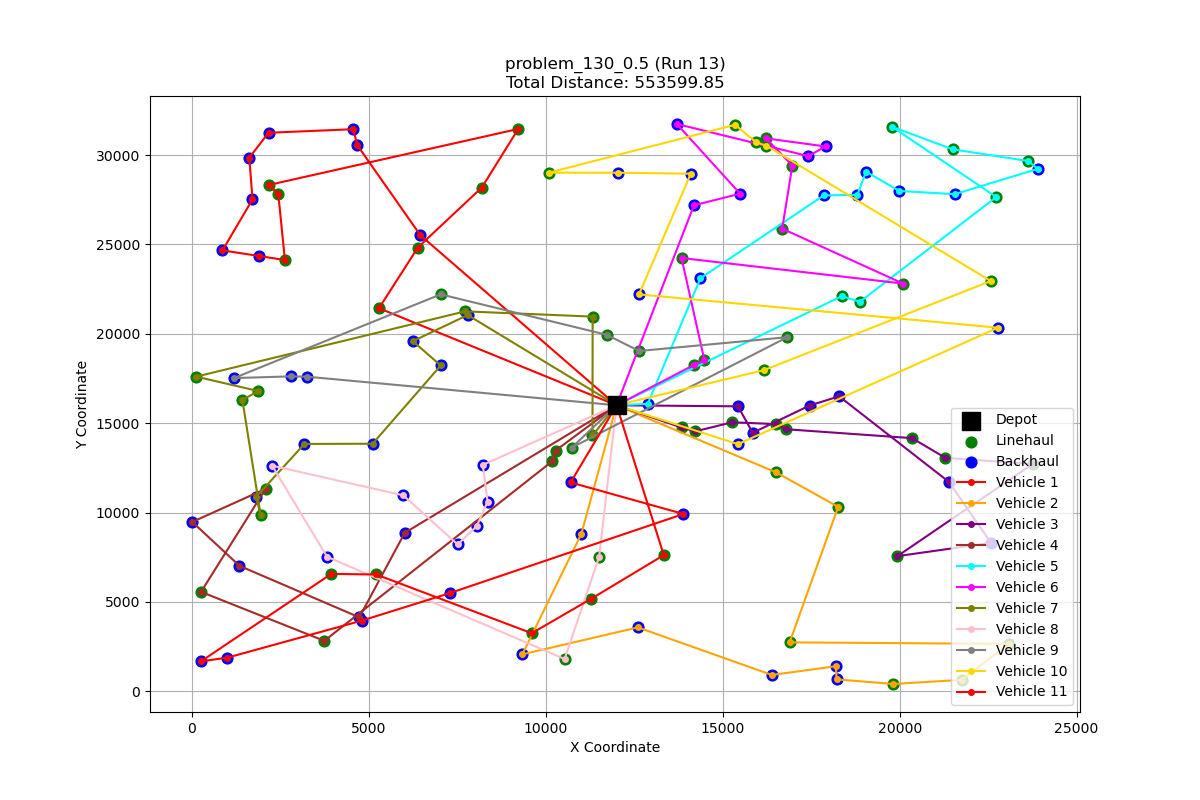 problem_130_0.5 (Run 13)
Total Distance: 553599.85
Y Coordinate
30000
25000
20000
15000
10000
5000
0
0
5000
10000
15000
20000
25000
X Coordinate
Depot
Linehaul
Backhaul
Vehicle 1
Vehicle 2
Vehicle 3
Vehicle 4
Vehicle 5
Vehicle 6
Vehicle 7
Vehicle 8
Vehicle 9
Vehicle 10
Vehicle 11